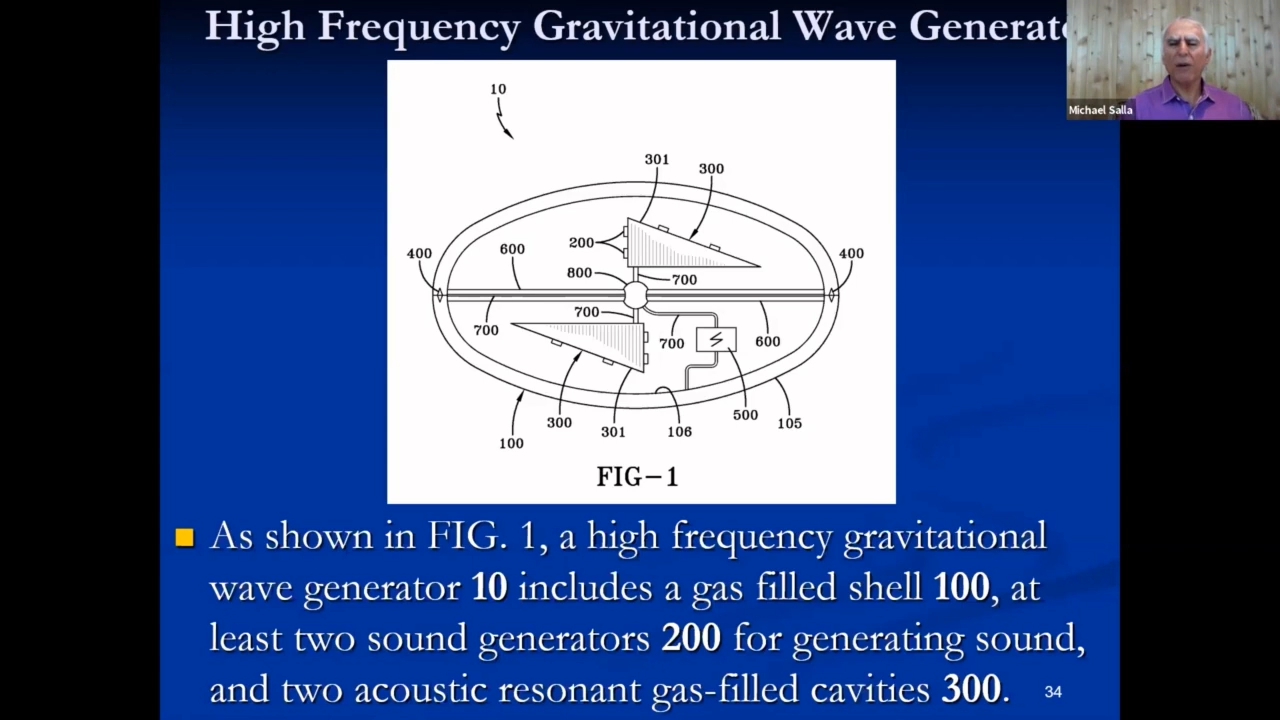 High Frequency Gravitational Wave Generat
Michael Salla
10
301
300
200
600
400
400
800
700
700
700
700
600
500
300
301
106
105
100
FIG-1
As shown in FIG. 1, a high frequency gravitational
wave generator 10 includes a gas filled shell 100, at
least two sound generators 200 for generating sound,
and two acoustic resonant gas-filled cavities 300.
34